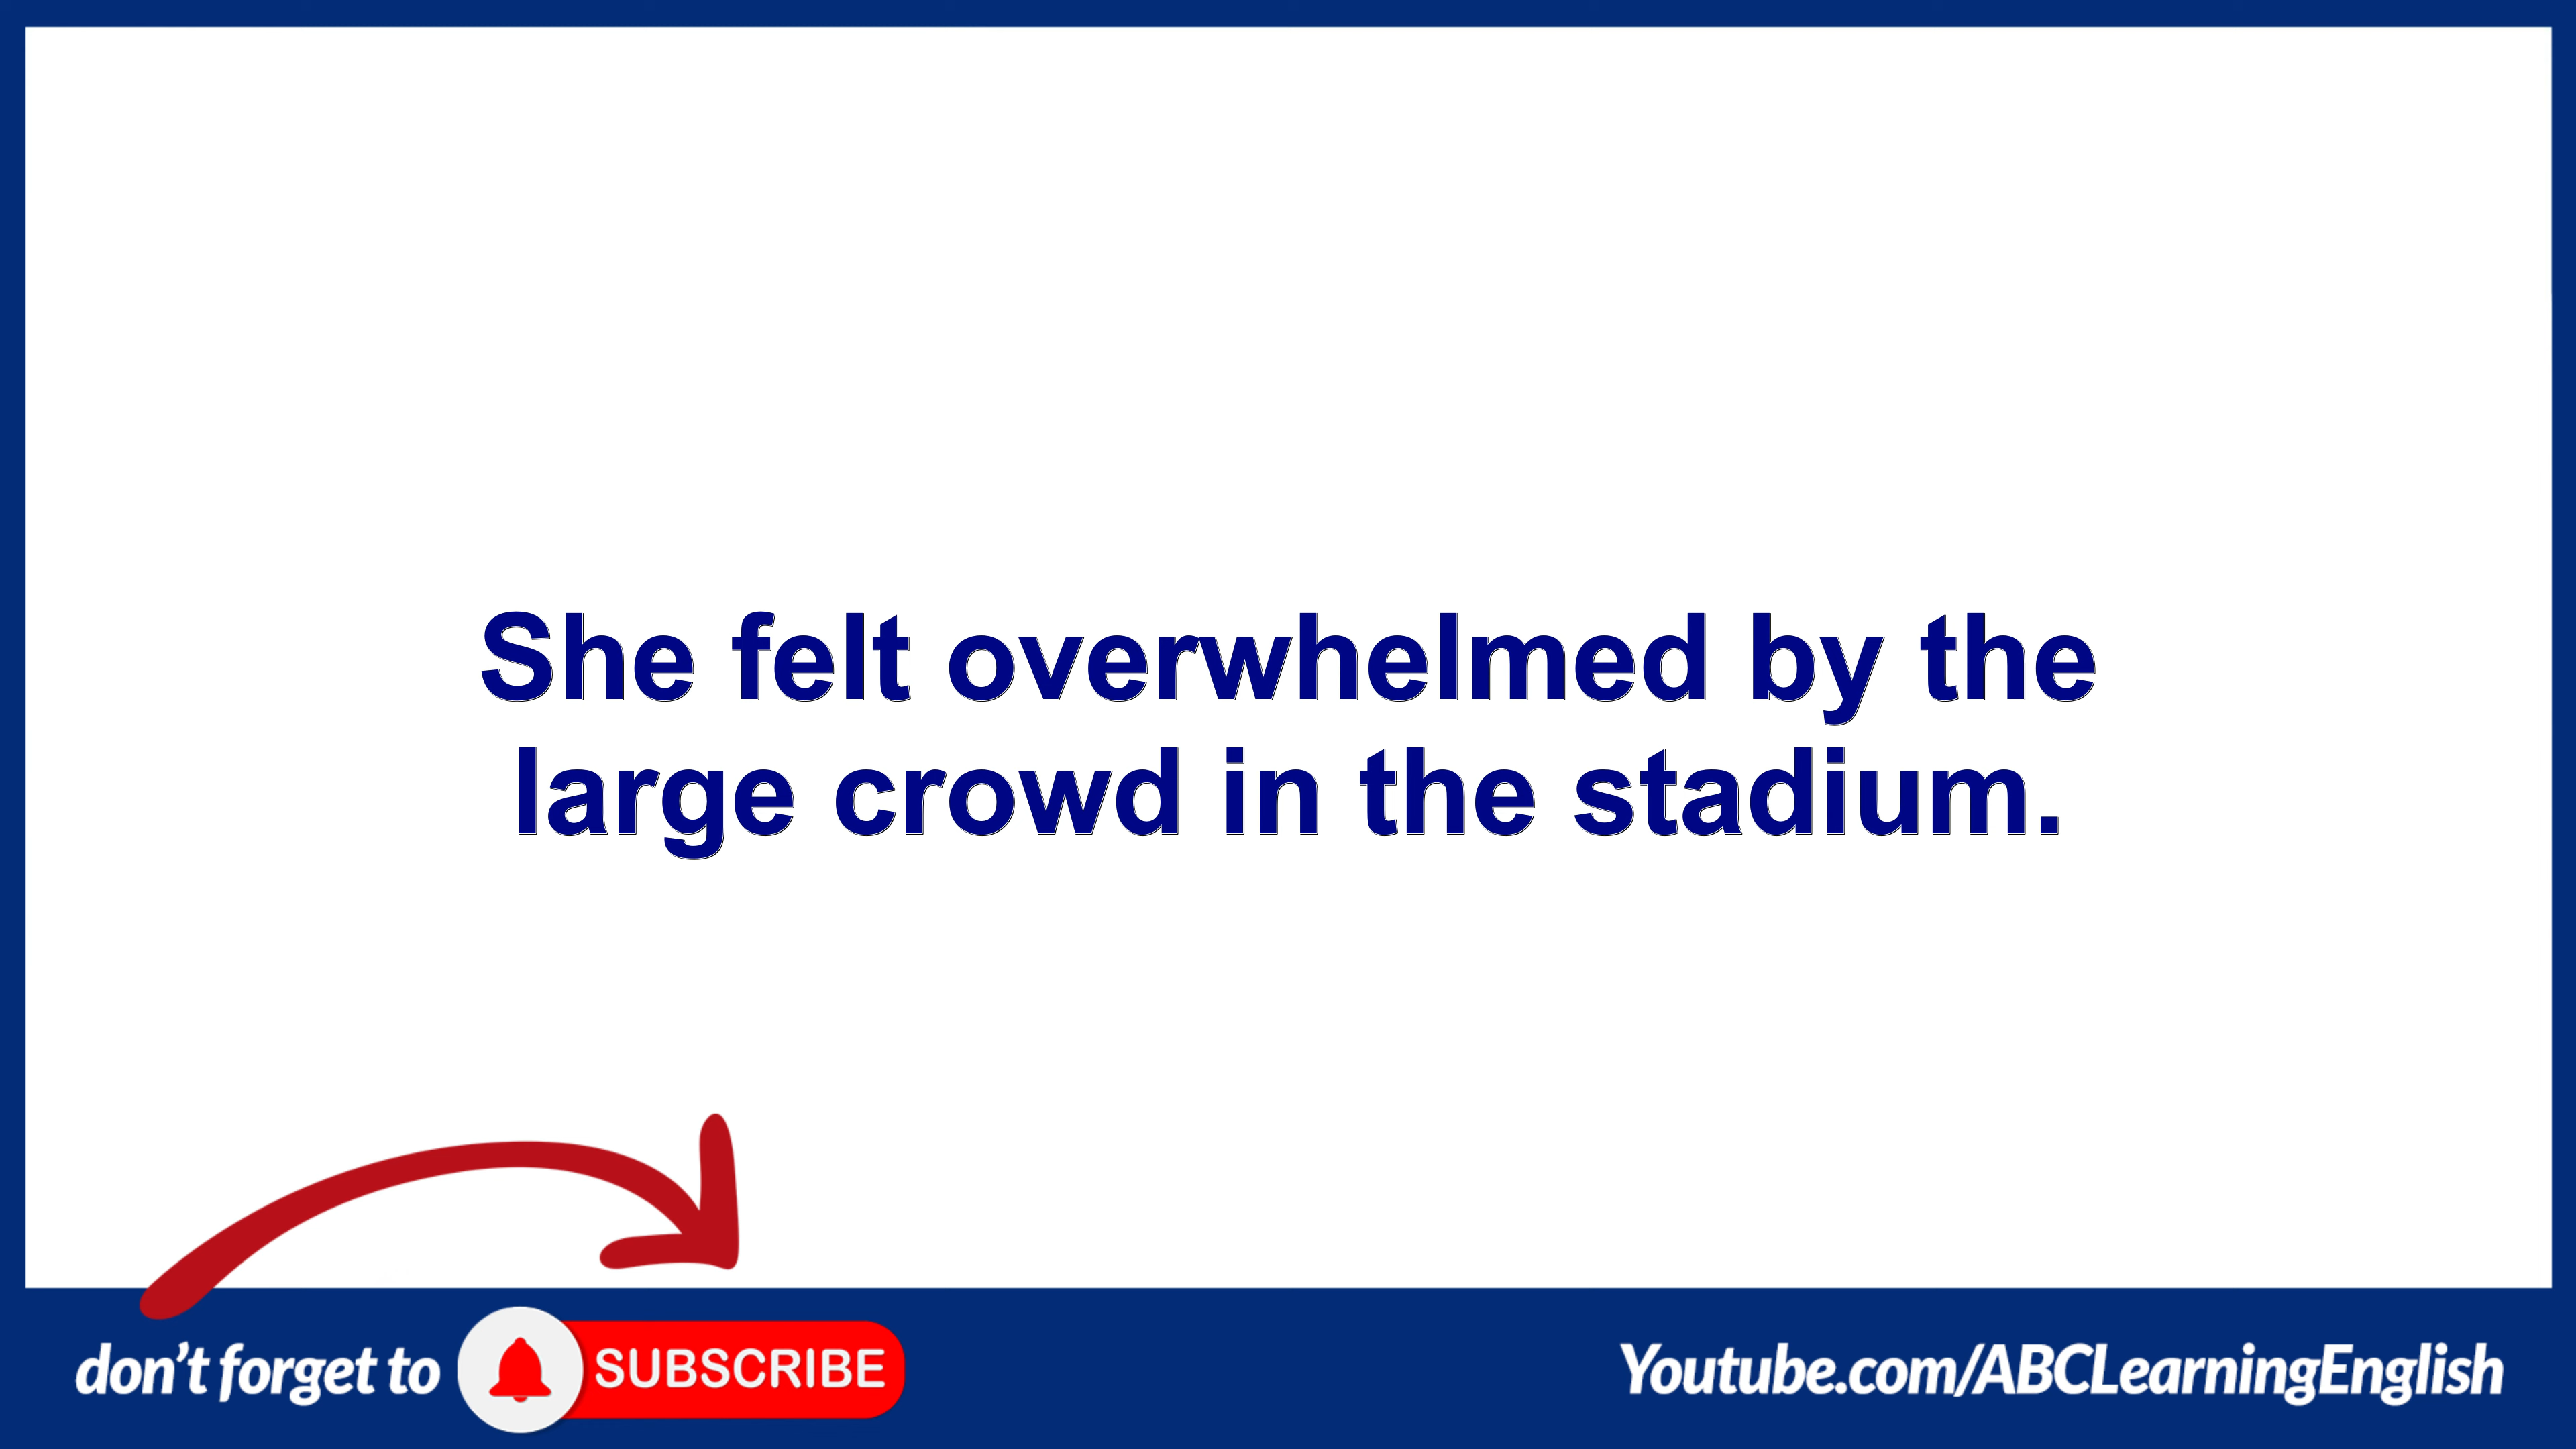 She felt overwhelmed by the
large crowd in the stadium.
don't forget to SUBSCRIBE
Youtube.com/ABCLearningEnglish